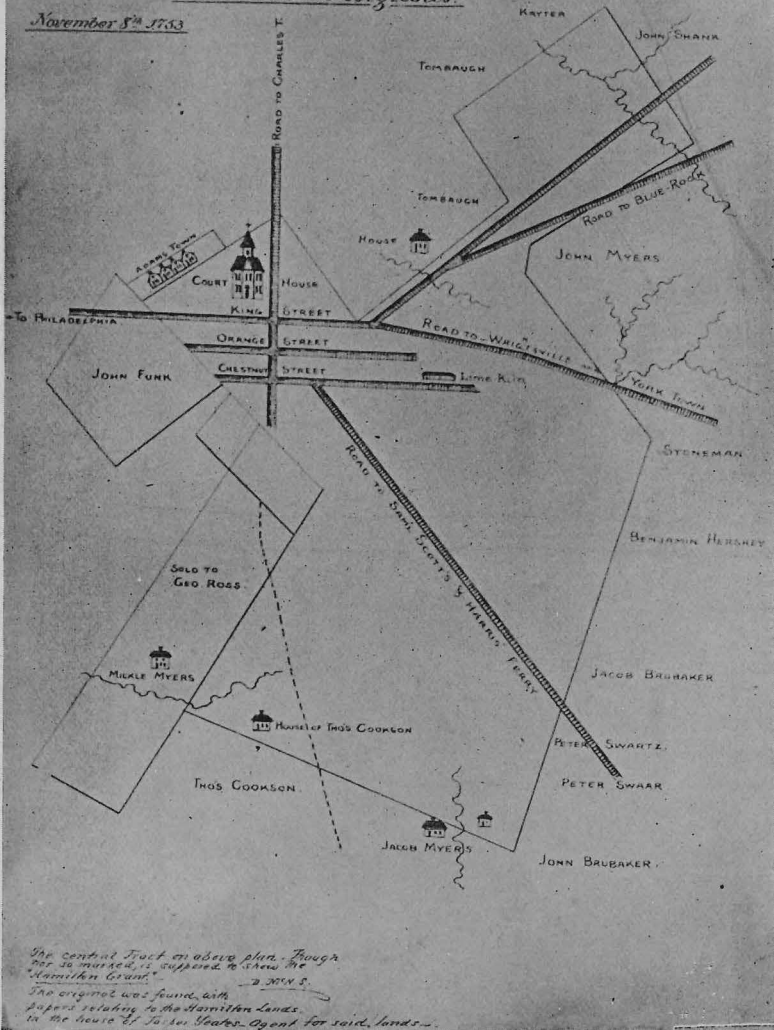 November 8th 1753
ROAD TO CHARLES T.
KAYTER
JOHN SHANK
TOMBAUGH
TOMBAUGH
HOUSE
ROAD TO BLUE-ROCK
JOHN MYERS
ADAMS TOWN
COURT HOUSE
KING STREET
TO PHILADELPHIA
ORANGE STREET
ROAD-TO-WRIGTSVILLE
YORK TOWN
CHESTNUT STREET
LIME KILN
JOHN FUNK
STONEMAN
ROAD TO SAM'L SCOTT'S & HARRIS' FERRY
BENJAMIN HERSHEY
SOLD TO
GEO. ROSS.
MICKLE MYERS
JACOB BRUBAKER
HOUSE OF THO'S COOKSON
PETER SWARTZ.
THO'S COOKSON.
PETER SWAAR
JACOB MYERS
JOHN BRUBAKER.
The central Tract on above plan. Though
not so marked, is supposed to show the
"Hamilton Grant."
D. McN. S.
The original was found with
papers relating to the Hamilton Lands.
in the house of Yeates Agent for said lands